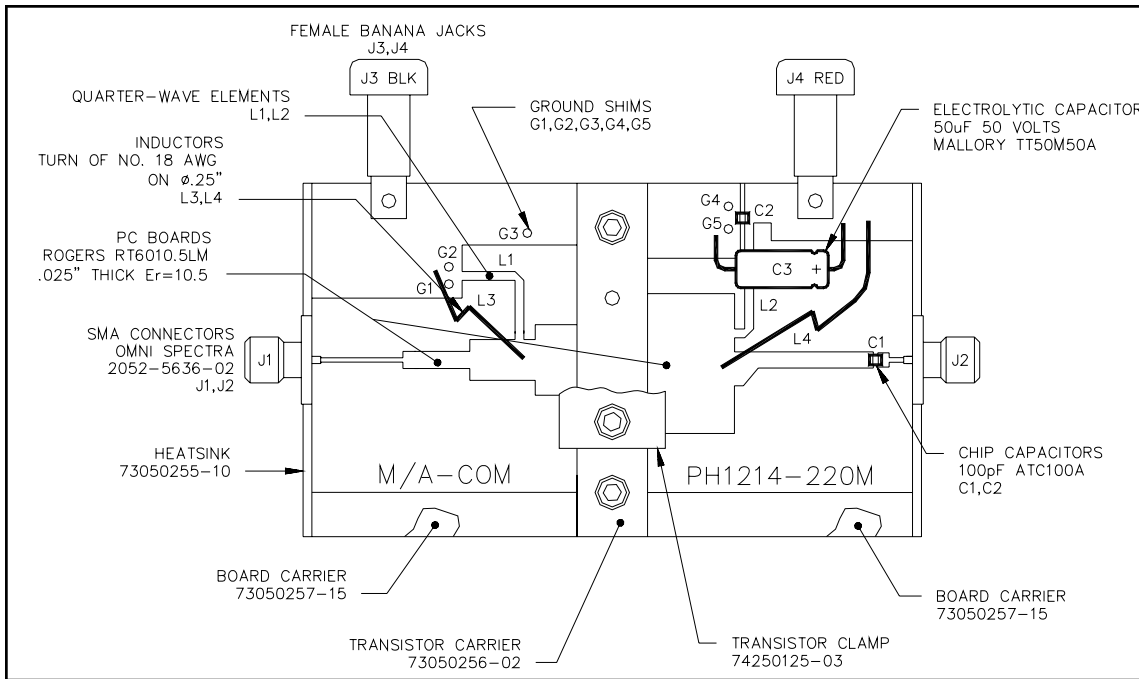 FEMALE BANANA JACKS
J3,J4
J3 BLK
J4 RED
QUARTER-WAVE ELEMENTS
L1,L2
GROUND SHIMS
G1,G2,G3,G4,G5
ELECTROLYTIC CAPACITOR
50uF 50 VOLTS
MALLORY TT50M50A
INDUCTORS
TURN OF NO. 18 AWG
ON ø.25"
L3,L4
PC BOARDS
ROGERS RT6010.5LM
.025" THICK Er=10.5
G4
G5
C2
G3
G2
G1
L1
L3
C3
+
L2
L4
C1
SMA CONNECTORS
OMNI SPECTRA
2052-5636-02
J1,J2
J1
J2
HEATSINK
73050255-10
M/A-COM
PH1214-220M
CHIP CAPACITORS
100pF ATC100A
C1,C2
BOARD CARRIER
73050257-15
BOARD CARRIER
73050257-15
TRANSISTOR CARRIER
73050256-02
TRANSISTOR CLAMP
74250125-03